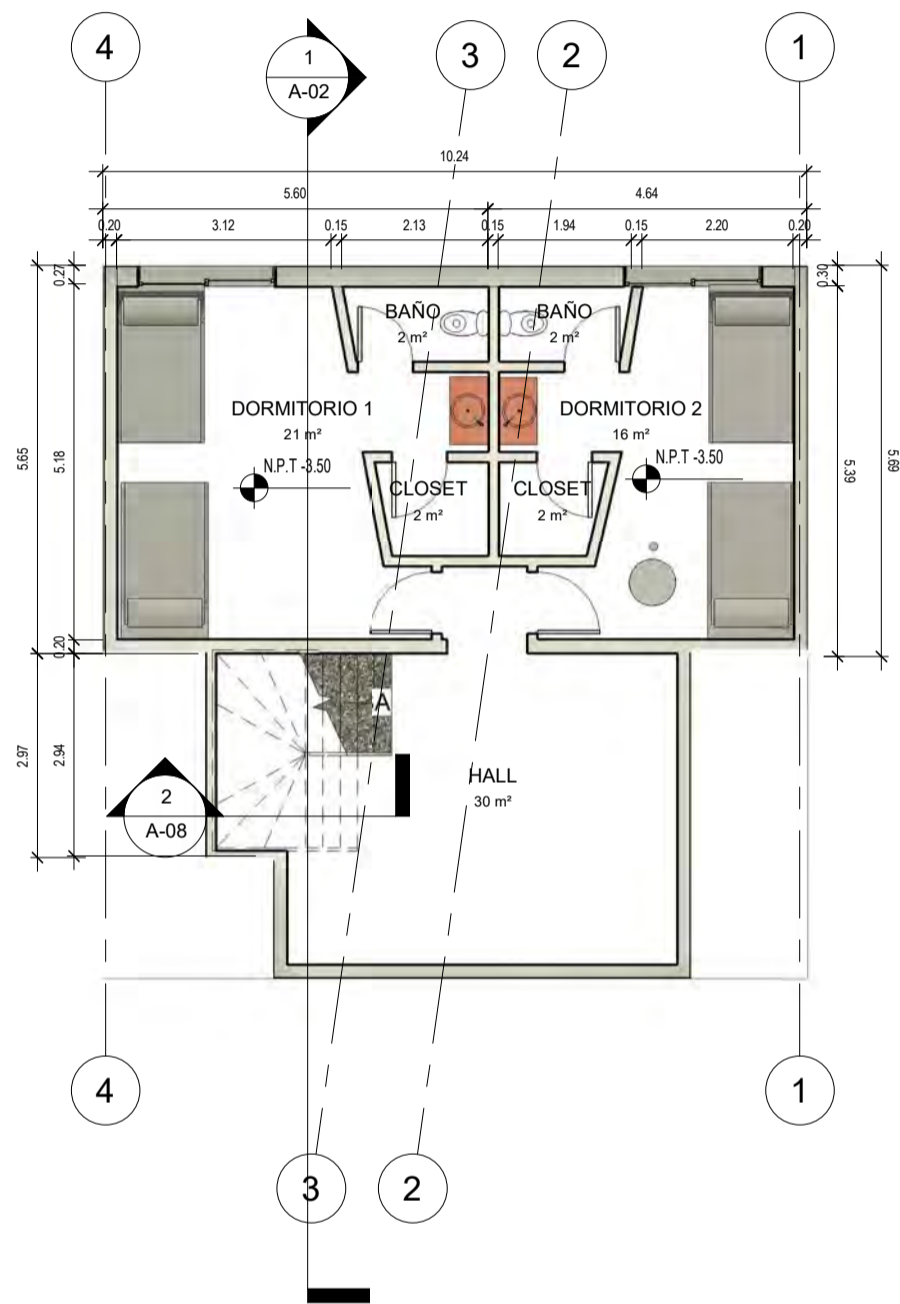 4
1
A-02
3
2
1
10.24
5.60
4.64
0.20
3.12
0.15
2.13
0.15
1.94
0.15
2.20
0.20
0.27
0.30
BAÑO
2 m²
BAÑO
2 m²
DORMITORIO 1
21 m²
N.P.T -3.50
DORMITORIO 2
16 m²
N.P.T -3.50
5.65
5.18
5.39
5.69
CLOSET
2 m²
CLOSET
2 m²
0.20
A
2.97
2.94
HALL
30 m²
2
A-08
4
1
3
2